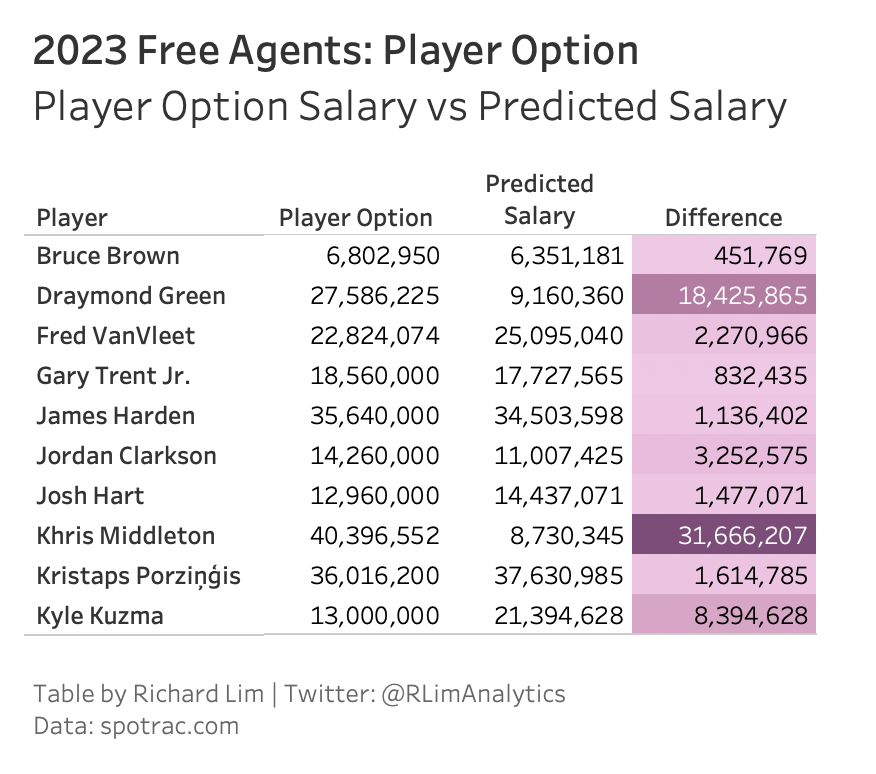 2023 Free Agents: Player Option
Player Option Salary vs Predicted Salary
Player Player Option Predicted Salary Difference
Bruce Brown 6,802,950 6,351,181 451,769
Draymond Green 27,586,225 9,160,360 18,425,865
Fred VanVleet 22,824,074 25,095,040 2,270,966
Gary Trent Jr. 18,560,000 17,727,565 832,435
James Harden 35,640,000 34,503,598 1,136,402
Jordan Clarkson 14,260,000 11,007,425 3,252,575
Josh Hart 12,960,000 14,437,071 1,477,071
Khris Middleton 40,396,552 8,730,345 31,666,207
Kristaps Porziņģis 36,016,200 37,630,985 1,614,785
Kyle Kuzma 13,000,000 21,394,628 8,394,628
Table by Richard Lim | Twitter: @RLimAnalytics
Data: spotrac.com